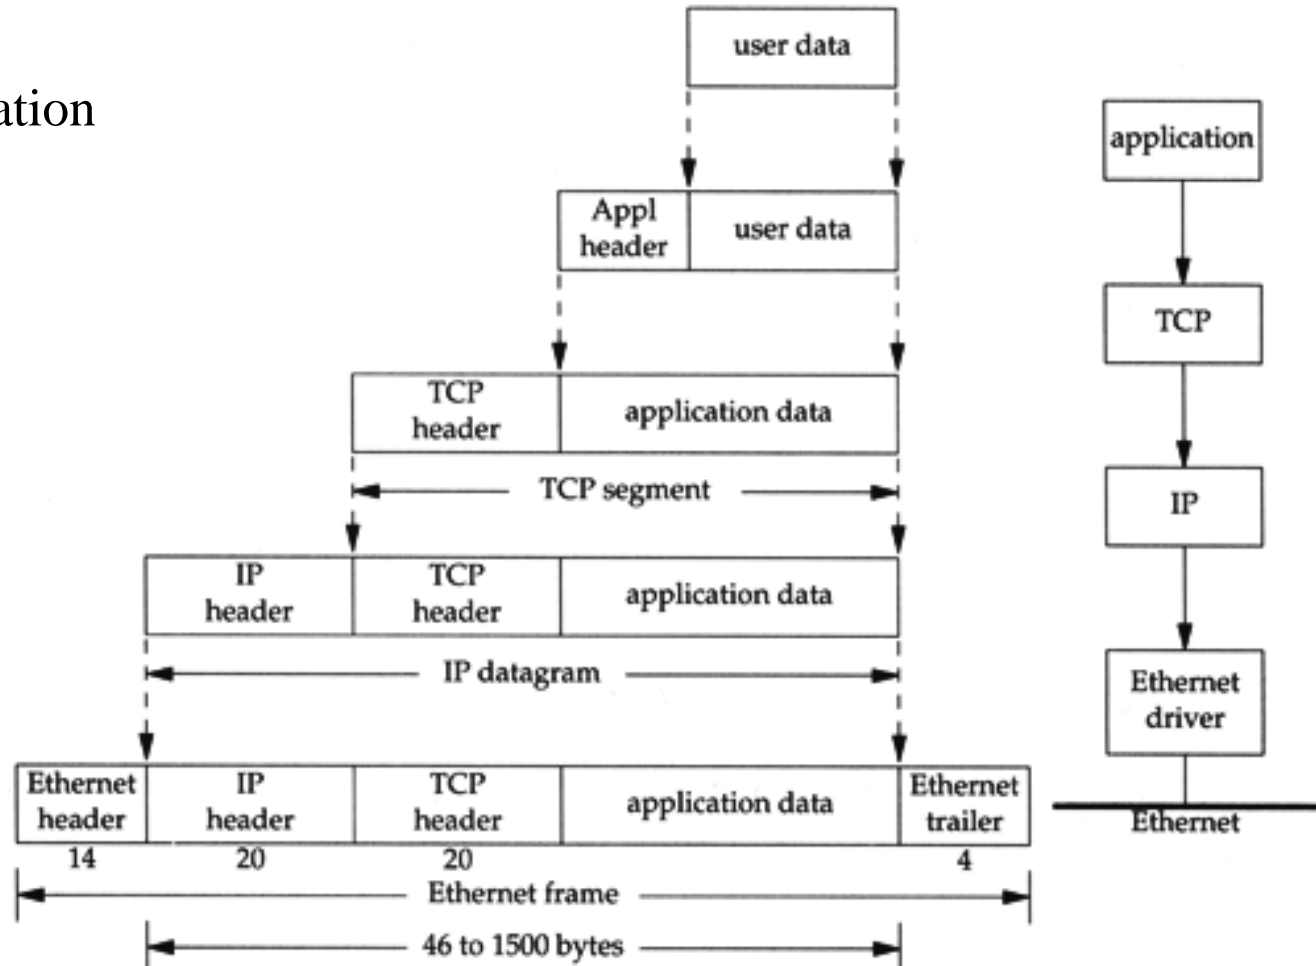 user data
ation
application
Appl
header
user data
TCP
TCP
header
application data
TCP segment
IP
IP
header
TCP
header
application data
IP datagram
Ethernet
driver
Ethernet
header
IP
header
TCP
header
application data
Ethernet
trailer
Ethernet
14
20
20
4
Ethernet frame
46 to 1500 bytes